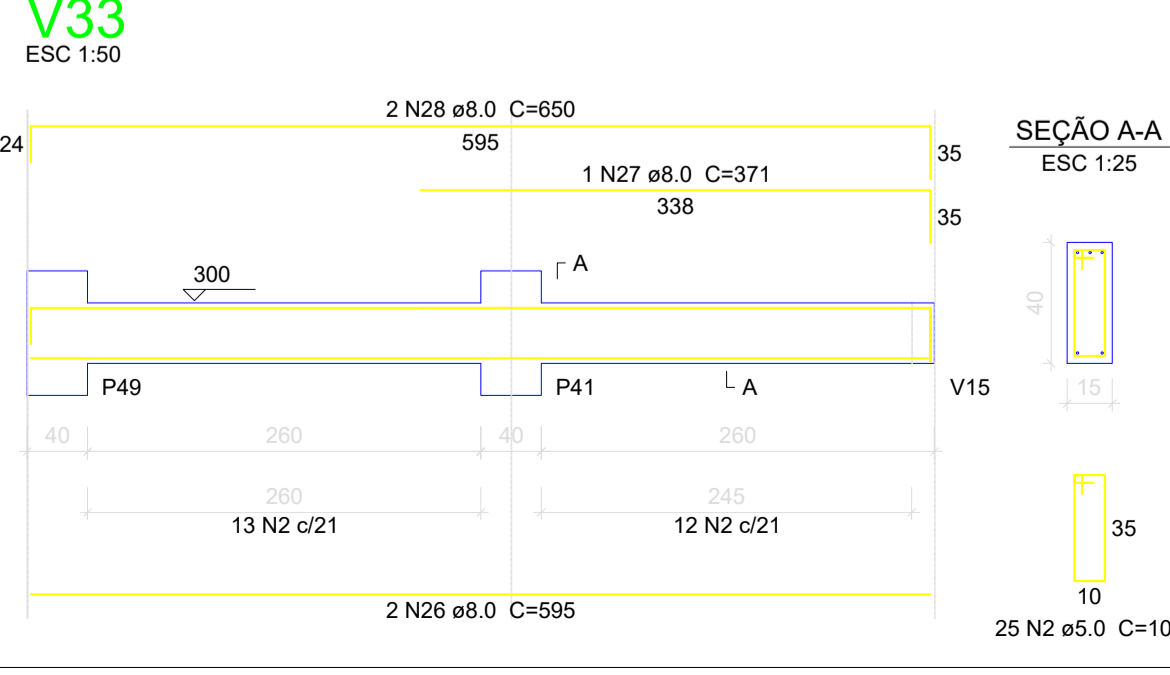 V33
ESC 1:50
2 N28 ø8.0 C=650
24
595
35
SEÇÃO A-A
ESC 1:25
1 N27 ø8.0 C=371
338
35
A
300
40
P49
P41
A
V15
15
40
260
40
260
260
245
13 N2 c/21
12 N2 c/21
35
10
2 N26 ø8.0 C=595
25 N2 ø5.0 C=10